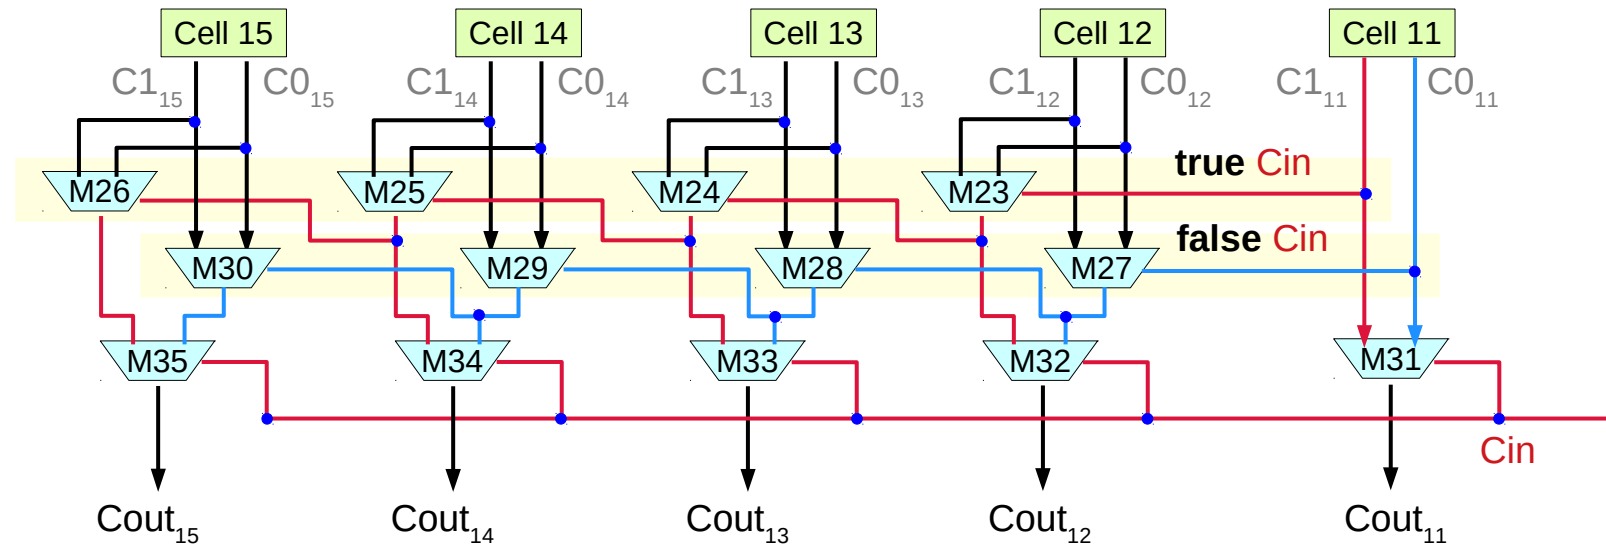 Cell 15 Cell 14 Cell 13 Cell 12 Cell 11
C1₁₅ C0₁₅ C1₁₄ C0₁₄ C1₁₃ C0₁₃ C1₁₂ C0₁₂ C1₁₁ C0₁₁
true Cin
M26 M25 M24 M23
false Cin
M30 M29 M28 M27
M35 M34 M33 M32 M31
Cin
Cout₁₅ Cout₁₄ Cout₁₃ Cout₁₂ Cout₁₁